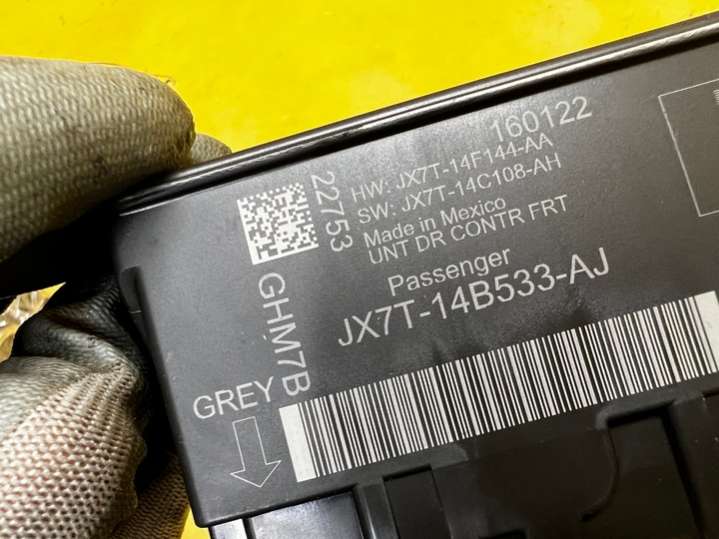 160122
HW: JX7T-14F144-AA
SW: JX7T-14C108-AH
Made in Mexico
UNT DR CONTR FRT
22753
GHM7B
Passenger
JX7T-14B533-AJ
GREY